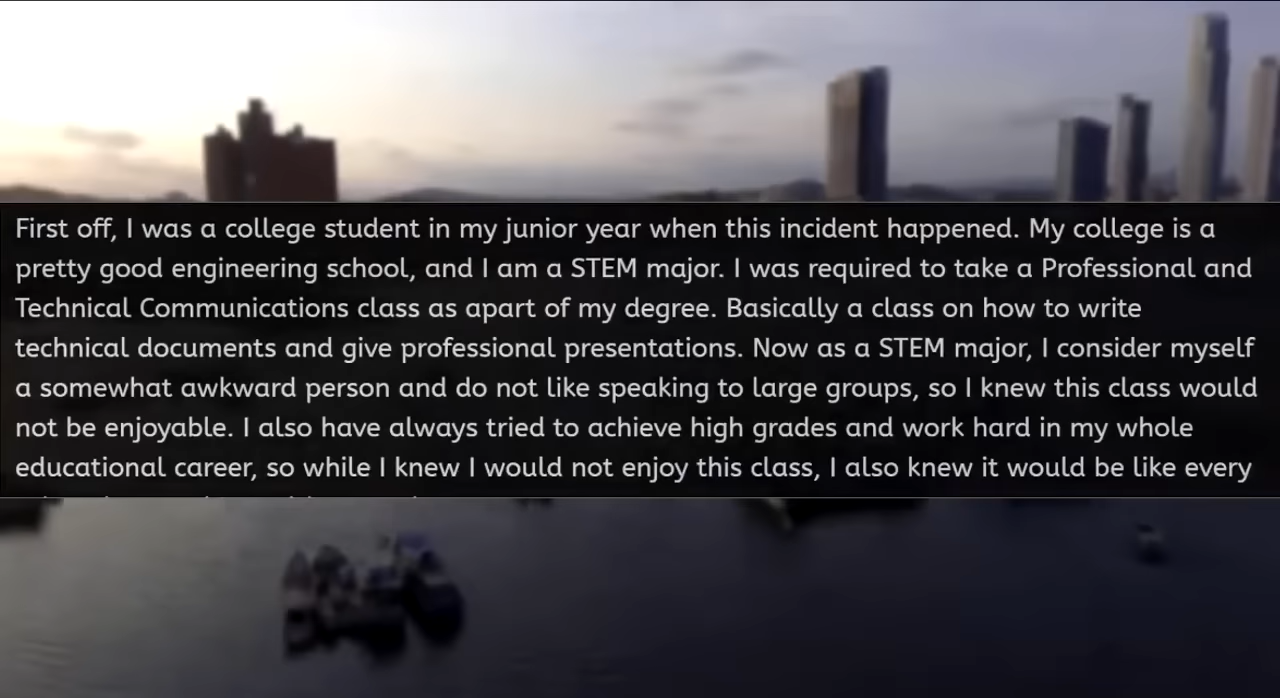 First off, I was a college student in my junior year when this incident happened. My college is a
pretty good engineering school, and I am a STEM major. I was required to take a Professional and
Technical Communications class as apart of my degree. Basically a class on how to write
technical documents and give professional presentations. Now as a STEM major, I consider myself
a somewhat awkward person and do not like speaking to large groups, so I knew this class would
not be enjoyable. I also have always tried to achieve high grades and work hard in my whole
educational career, so while I knew I would not enjoy this class, I also knew it would be like every